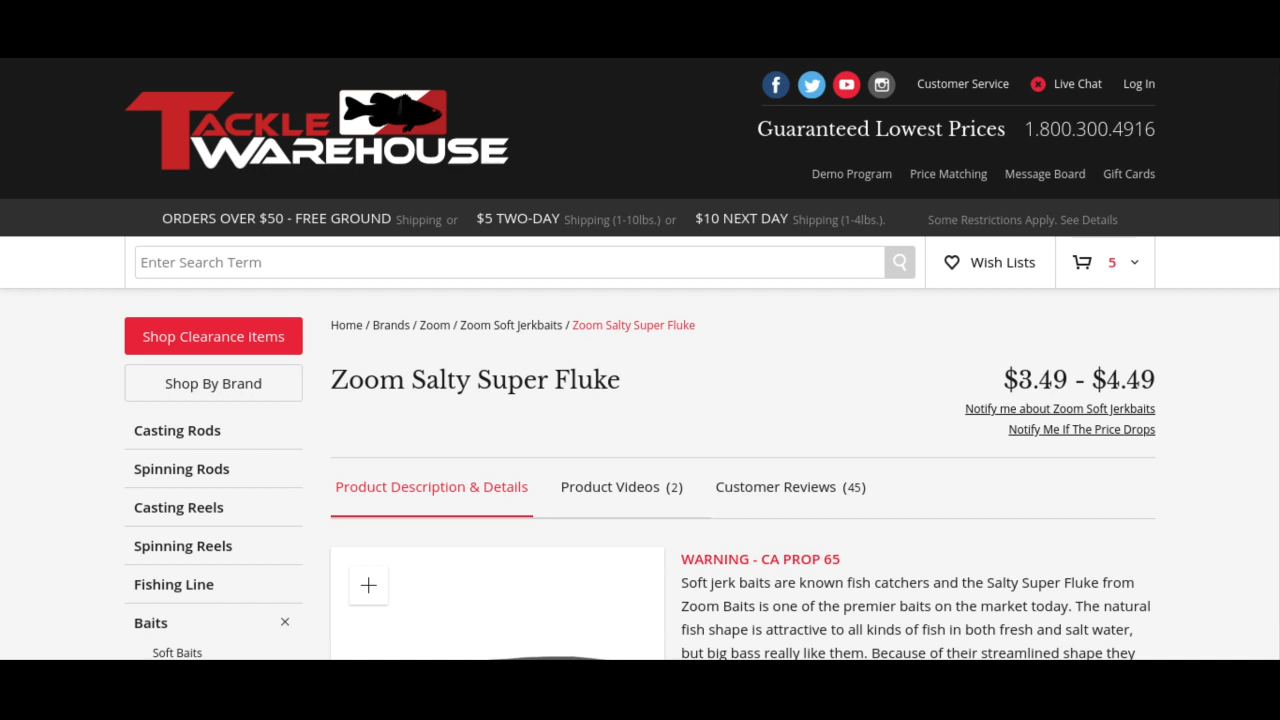 TACKLE
WAREHOUSE
Customer Service Live Chat Log In
Guaranteed Lowest Prices 1.800.300.4916
Demo Program Price Matching Message Board Gift Cards
ORDERS OVER $50 - FREE GROUND Shipping or $5 TWO-DAY Shipping (1-10lbs.) or $10 NEXT DAY Shipping (1-4lbs.). Some Restrictions Apply. See Details
Enter Search Term Wish Lists 5
Shop Clearance Items
Shop By Brand
Casting Rods
Spinning Rods
Casting Reels
Spinning Reels
Fishing Line
Baits
Soft Baits
Home / Brands / Zoom / Zoom Soft Jerkbaits / Zoom Salty Super Fluke
Zoom Salty Super Fluke
$3.49 - $4.49
Notify me about Zoom Soft Jerkbaits
Notify Me If The Price Drops
Product Description & Details Product Videos (2) Customer Reviews (45)
WARNING - CA PROP 65
Soft jerk baits are known fish catchers and the Salty Super Fluke from
Zoom Baits is one of the premier baits on the market today. The natural
fish shape is attractive to all kinds of fish in both fresh and salt water,
but big bass really like them. Because of their streamlined shape they